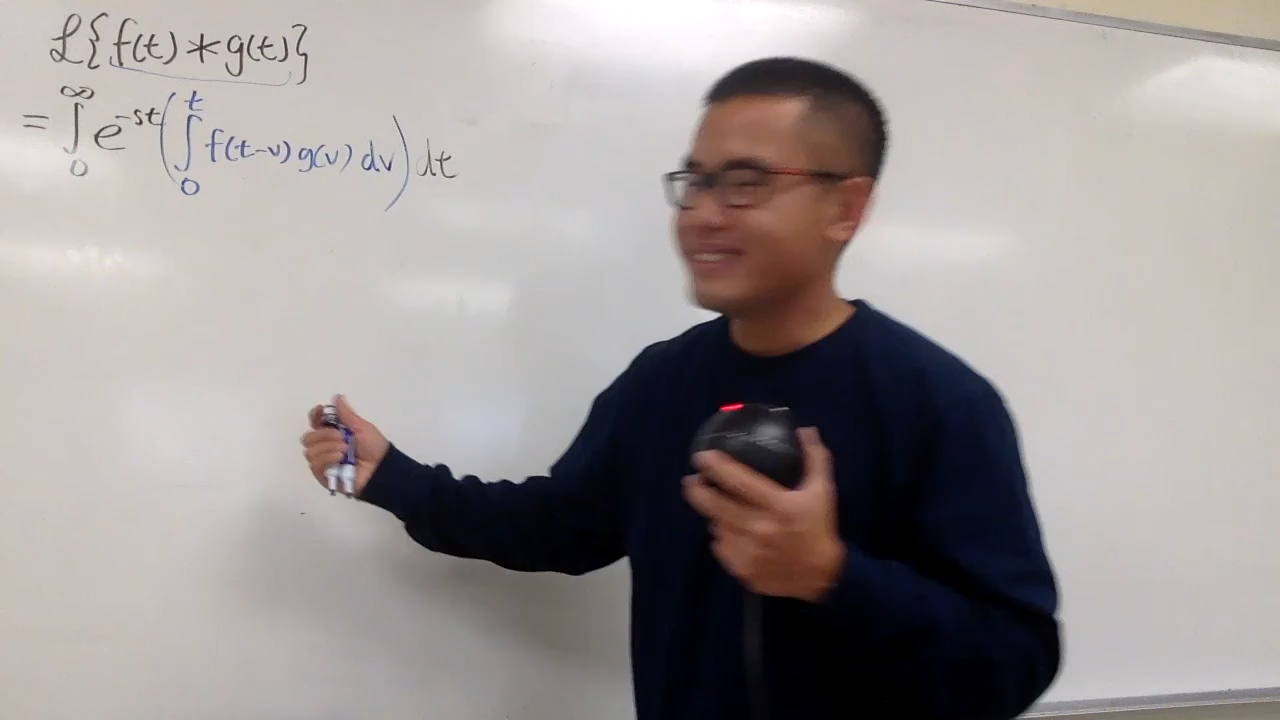 ℒ{f(t) * g(t)}
= ∫₀^∞ e^{-st} (∫₀^t f(t-v) g(v) dv) dt